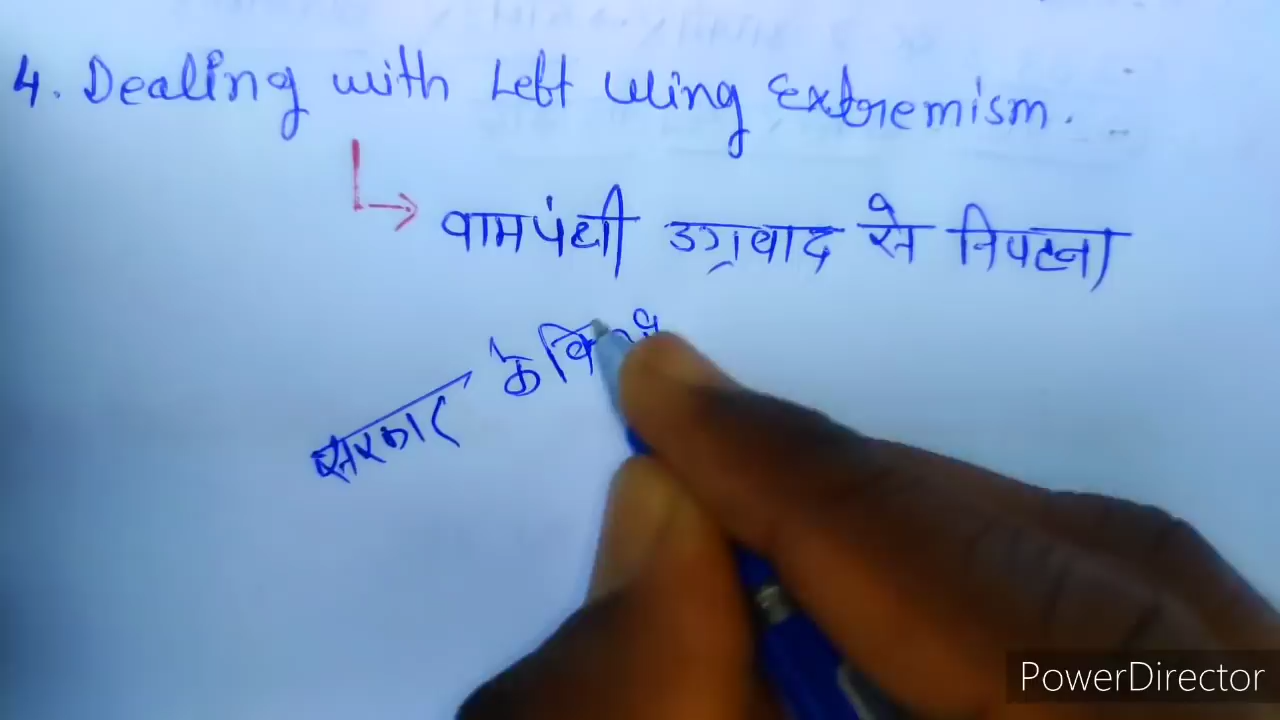 4. Dealing with Left Wing Extremism.
वामपंथी उग्रवाद से निपटना
सरकार के
PowerDirector